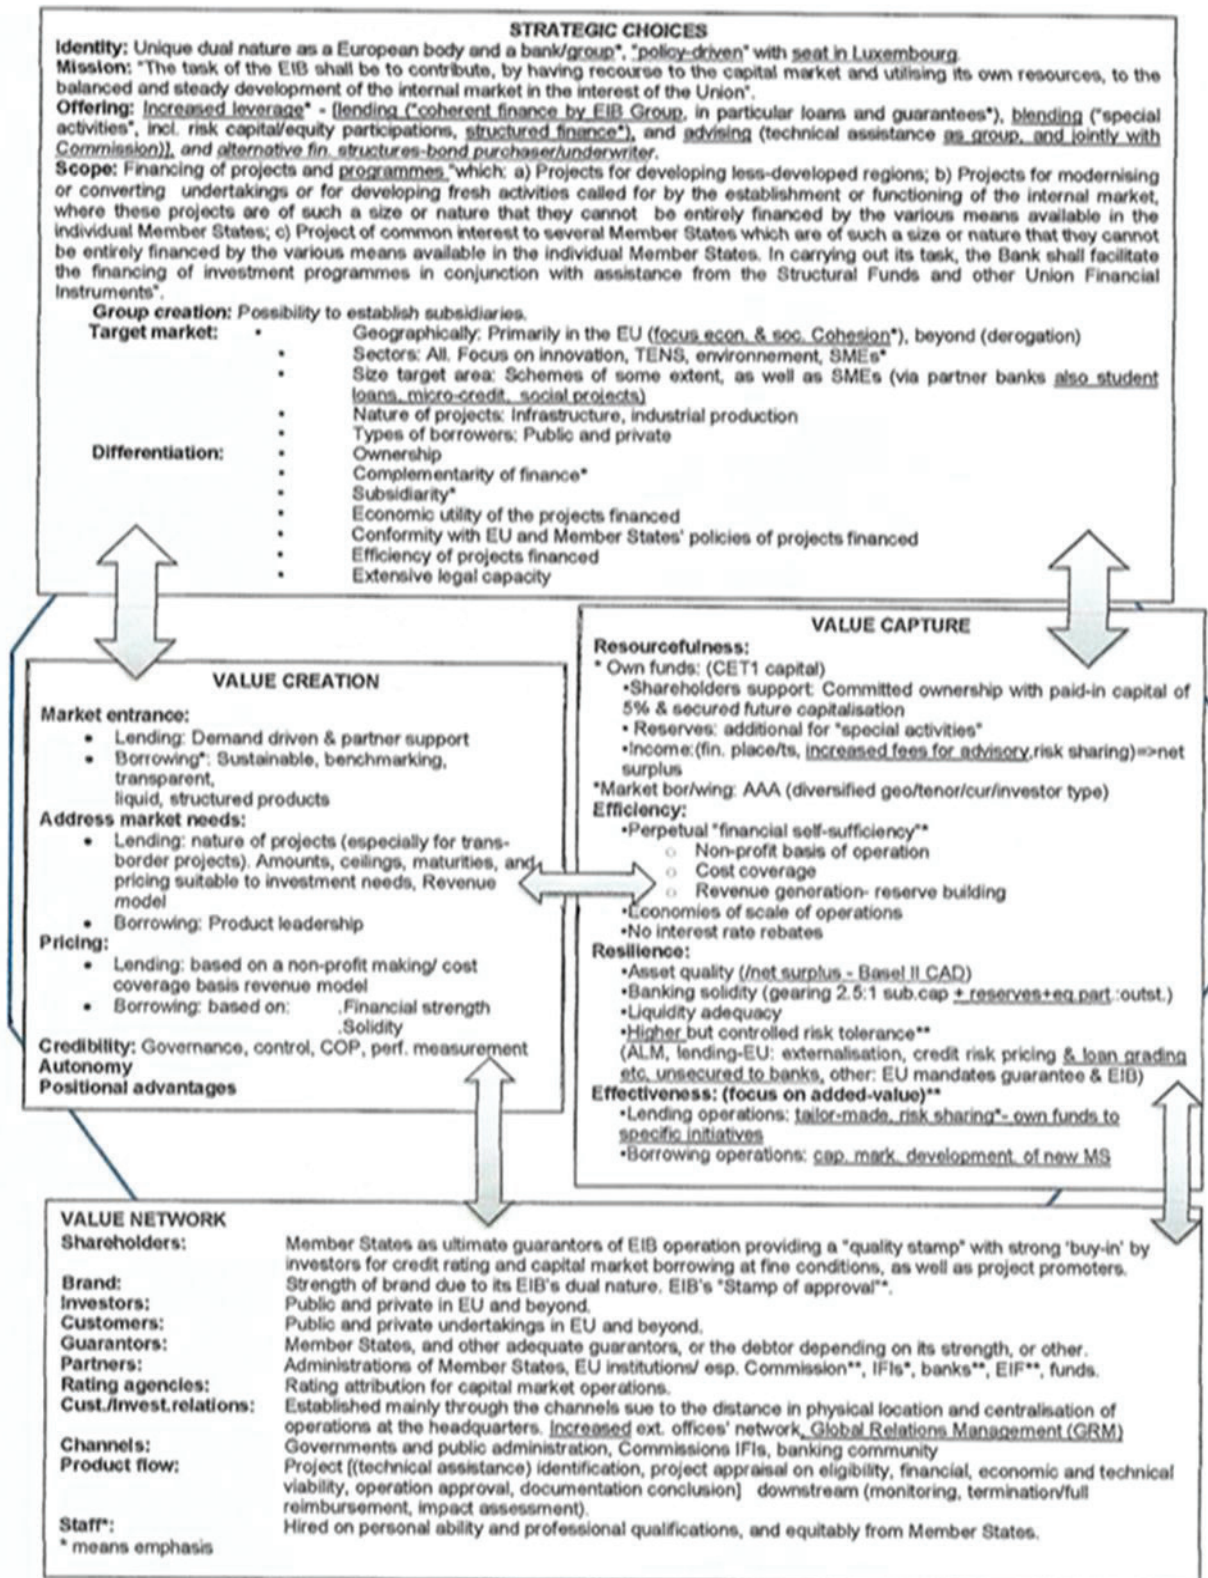 STRATEGIC CHOICES
Identity: Unique dual nature as a European body and a bank/group*, "policy-driven" with seat in Luxembourg.
Mission: "The task of the EIB shall be to contribute, by having recourse to the capital market and utilising its own resources, to the
balanced and steady development of the internal market in the interest of the Union".
Offering: Increased leverage* - [lending ("coherent finance by EIB Group, in particular loans and guarantees"), blending ("special
activities", incl. risk capital/equity participations, structured finance*), and advising (technical assistance as group, and jointly with
Commission)], and alternative fin. structures-bond purchaser/underwriter.
Scope: Financing of projects and programmes "which: a) Projects for developing less-developed regions; b) Projects for modernising
or converting undertakings or for developing fresh activities called for by the establishment or functioning of the internal market,
where these projects are of such a size or nature that they cannot be entirely financed by the various means available in the
individual Member States; c) Project of common interest to several Member States which are of such a size or nature that they cannot
be entirely financed by the various means available in the individual Member States. In carrying out its task, the Bank shall facilitate
the financing of investment programmes in conjunction with assistance from the Structural Funds and other Union Financial
Instruments".
Group creation: Possibility to establish subsidiaries.
Target market: • Geographically: Primarily in the EU (focus econ. & soc. Cohesion*), beyond (derogation)
• Sectors: All. Focus on innovation, TENS, environnement, SMEs*
• Size target area: Schemes of some extent, as well as SMEs (via partner banks also student
loans, micro-credit, social projects)
• Nature of projects: Infrastructure, industrial production
• Types of borrowers: Public and private
Differentiation: • Ownership
• Complementarity of finance*
• Subsidiarity*
• Economic utility of the projects financed
• Conformity with EU and Member States' policies of projects financed
• Efficiency of projects financed
• Extensive legal capacity
VALUE CREATION
Market entrance:
• Lending: Demand driven & partner support
• Borrowing*: Sustainable, benchmarking,
transparent,
liquid, structured products
Address market needs:
• Lending: nature of projects (especially for trans-
border projects). Amounts, ceilings, maturities, and
pricing suitable to investment needs, Revenue
model
• Borrowing: Product leadership
Pricing:
• Lending: based on a non-profit making/ cost
coverage basis revenue model
• Borrowing: based on: .Financial strength
.Solidity
Credibility: Governance, control, COP, perf. measurement
Autonomy
Positional advantages
VALUE CAPTURE
Resourcefulness:
* Own funds: (CET1 capital)
•Shareholders support: Committed ownership with paid-in capital of
5% & secured future capitalisation
• Reserves: additional for "special activities"
•Income:(fin. place/ts, increased fees for advisory,risk sharing)=>net
surplus
*Market bor/wing: AAA (diversified geo/tenor/cur/investor type)
Efficiency:
•Perpetual "financial self-sufficiency"*
o Non-profit basis of operation
o Cost coverage
o Revenue generation- reserve building
•Economies of scale of operations
•No interest rate rebates
Resilience:
•Asset quality (/net surplus - Basel II CAD)
•Banking solidity (gearing 2.5:1 sub.cap + reserves+eq.part.:outst.)
•Liquidity adequacy
•Higher but controlled risk tolerance**
(ALM, lending-EU: externalisation, credit risk pricing & loan grading
etc. unsecured to banks, other: EU mandates guarantee & EIB)
Effectiveness: (focus on added-value)**
•Lending operations: tailor-made, risk sharing*- own funds to
specific initiatives
•Borrowing operations: cap. mark. development. of new MS
VALUE NETWORK
Shareholders: Member States as ultimate guarantors of EIB operation providing a "quality stamp" with strong 'buy-in' by
investors for credit rating and capital market borrowing at fine conditions, as well as project promoters.
Brand: Strength of brand due to its EIB's dual nature. EIB's "Stamp of approval"*.
Investors: Public and private in EU and beyond.
Customers: Public and private undertakings in EU and beyond.
Guarantors: Member States, and other adequate guarantors, or the debtor depending on its strength, or other.
Partners: Administrations of Member States, EU institutions/ esp. Commission**, IFIs*, banks**, EIF**, funds.
Rating agencies: Rating attribution for capital market operations.
Cust./Invest.relations: Established mainly through the channels sue to the distance in physical location and centralisation of
operations at the headquarters. Increased ext. offices' network, Global Relations Management (GRM)
Channels: Governments and public administration, Commissions IFIs, banking community
Product flow: Project [(technical assistance) identification, project appraisal on eligibility, financial, economic and technical
viability, operation approval, documentation conclusion] downstream (monitoring, termination/full
reimbursement, impact assessment).
Staff*: Hired on personal ability and professional qualifications, and equitably from Member States.
* means emphasis